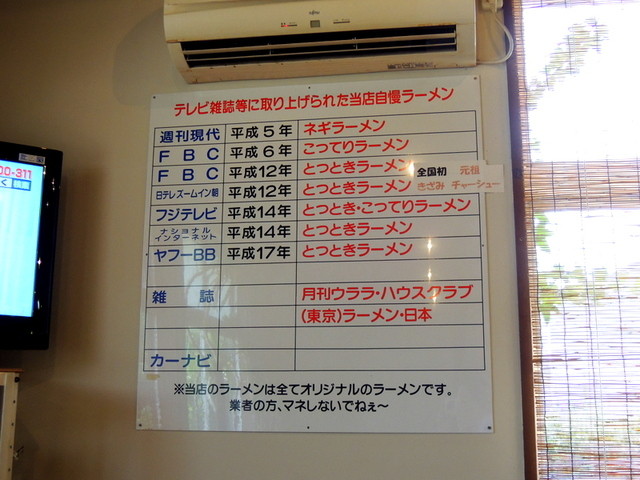 FUJITSU
テレビ雑誌等に取り上げられた当店自慢ラーメン
週刊現代 平成5年 ネギラーメン
FBC 平成6年 こってりラーメン
FBC 平成12年 とつときラーメン
全国初 元祖
きざみ チャーシュー
日テレズームイン朝 平成12年 とつときラーメン
フジテレビ 平成14年 とつとき・こってりラーメン
ナショナル
インターネット 平成14年 とつときラーメン
ヤフーBB 平成17年 とつときラーメン
雑誌 月刊ウララ・ハウスクラブ
(東京)ラーメン・日本
カーナビ
※当店のラーメンは全てオリジナルのラーメンです。
業者の方、マネしないでねぇ〜
00-311